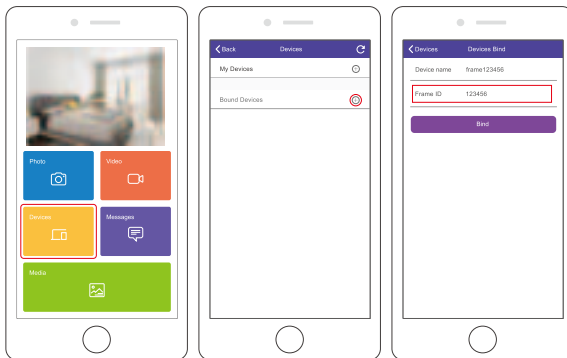 Photo
Video
Devices
Messages
Media
Back Devices
My Devices
Bound Devices
Devices Devices Bind
Device name frame123456
Frame ID 123456
Bind